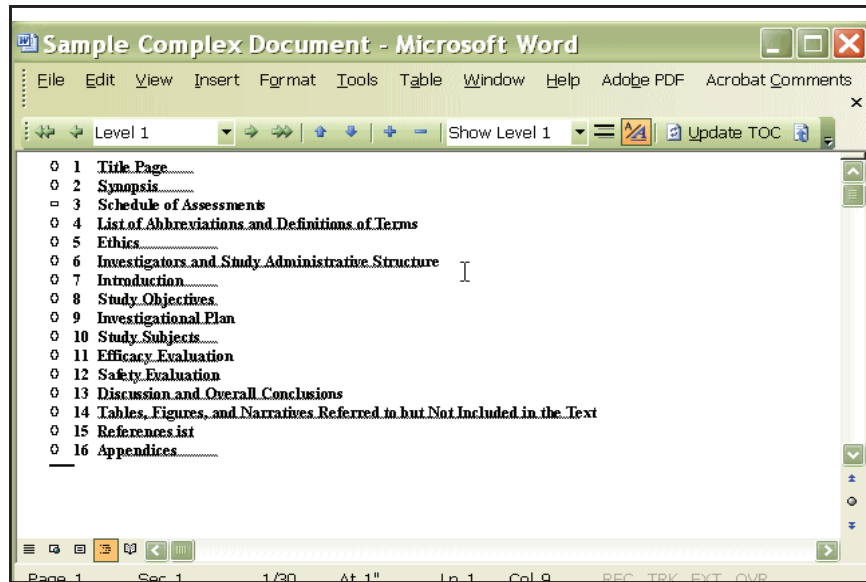 Sample Complex Document - Microsoft Word
File Edit View Insert Format Tools Table Window Help Adobe PDF Acrobat Comments
Level 1 Show Level 1 Update TOC
1 Title Page
2 Synopsis
3 Schedule of Assessments
4 List of Abbreviations and Definitions of Terms
5 Ethics
6 Investigators and Study Administrative Structure
7 Introduction
8 Study Objectives
9 Investigational Plan
10 Study Subjects
11 Efficacy Evaluation
12 Safety Evaluation
13 Discussion and Overall Conclusions
14 Tables, Figures, and Narratives Referred to but Not Included in the Text
15 References ist
16 Appendices
Page 1 Sec 1 1/30 At 1" Ln 1 Col 9 REC TRK EXT OVR